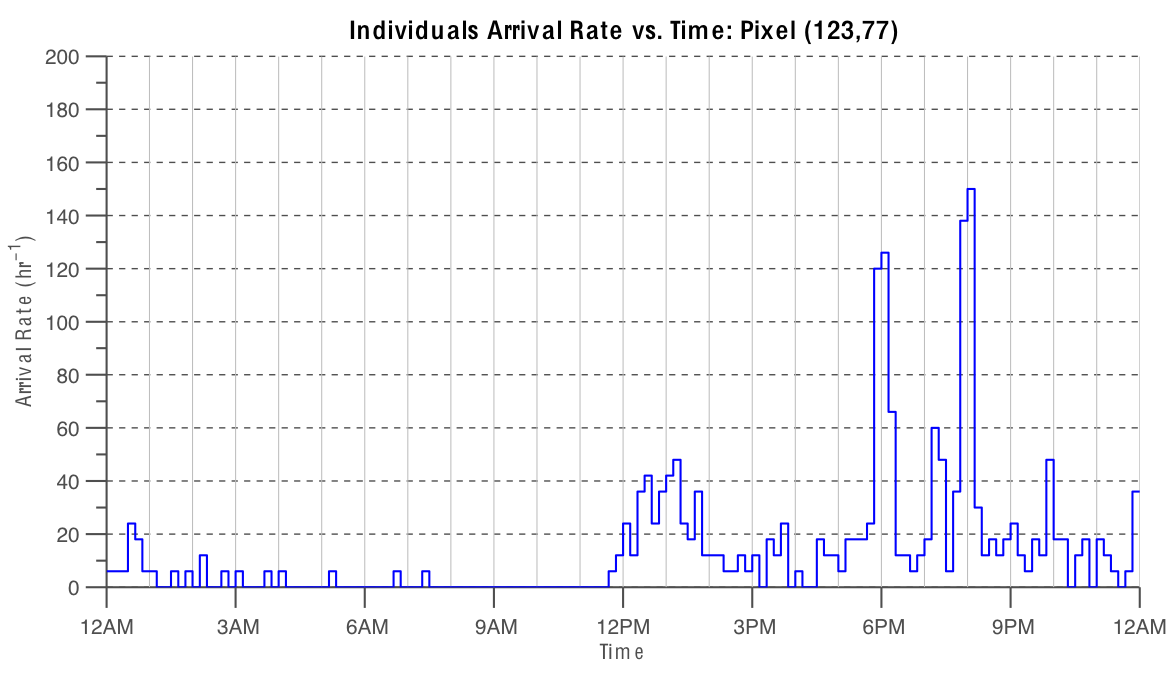 Individuals Arrival Rate vs. Time: Pixel (123,77)
200
180
160
140
120
100
80
60
40
20
0
Arrival Rate (hr⁻¹)
12AM 3AM 6AM 9AM 12PM 3PM 6PM 9PM 12AM
Time